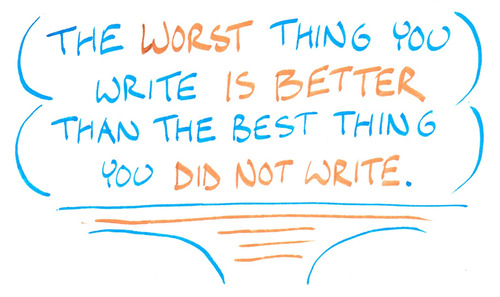 THE WORST THING YOU
WRITE IS BETTER
THAN THE BEST THING
YOU DID NOT WRITE.